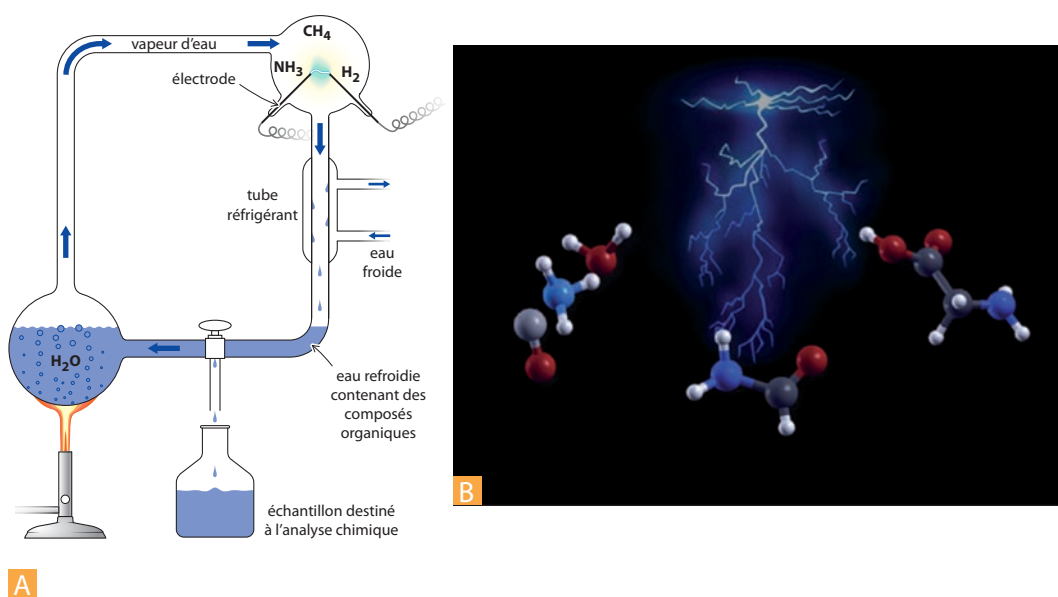 CH₄
vapeur d'eau
NH₃
H₂
électrode
tube
réfrigérant
eau
froide
H₂O
eau refroidie
contenant des
composés
organiques
échantillon destiné
à l'analyse chimique
A
B